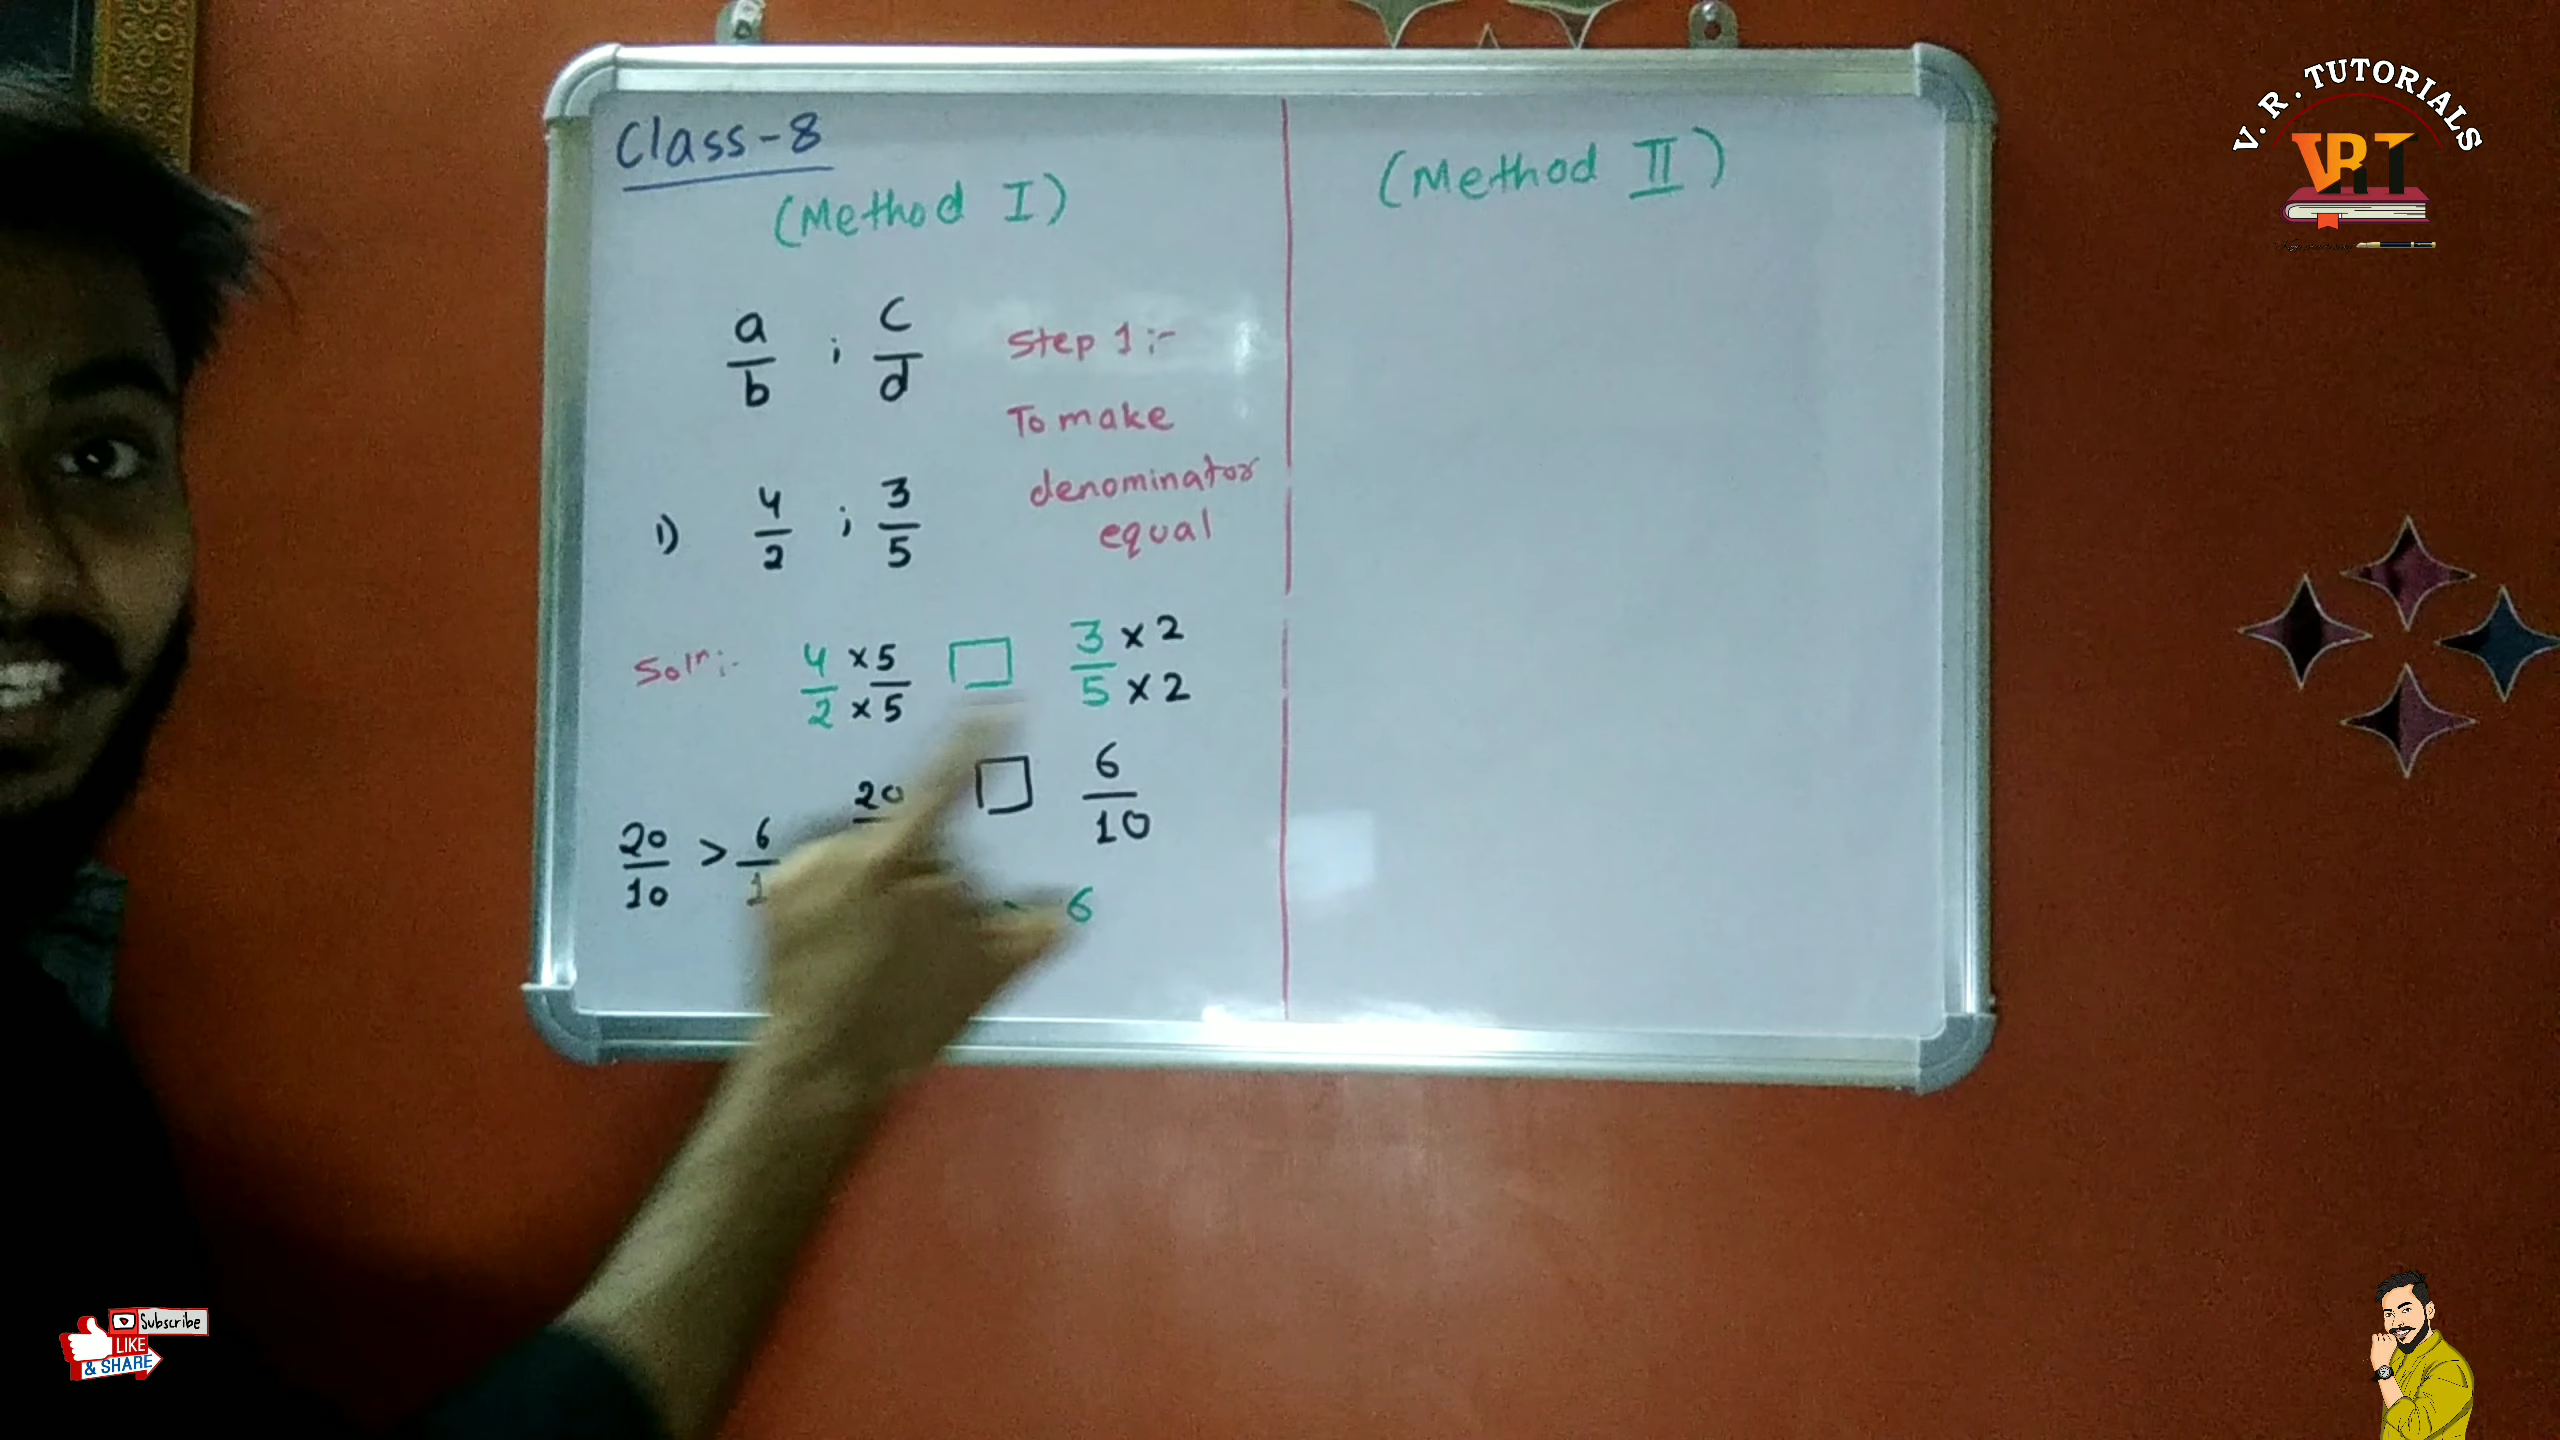 Class-8
(Method I)
a/b ; c/d
Step 1:-
To make
denominator
equal
1) 4/2 ; 3/5
Soln:- 4×5/2×5 □ 3×2/5×2
20 □ 6/10
20/10 > 6/1
6
(Method II)
V. R. TUTORIALS
VRT
Subscribe
LIKE
& SHARE